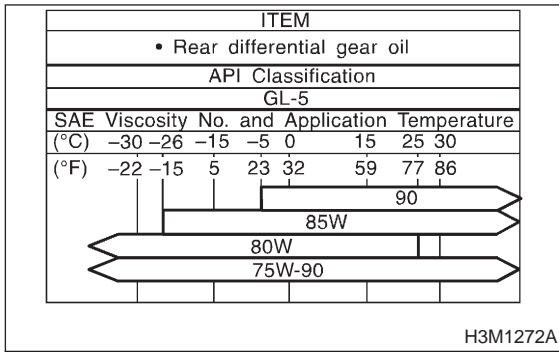 ITEM
• Rear differential gear oil
API Classification
GL-5
SAE Viscosity No. and Application Temperature
(°C) –30 –26 –15 –5 0 15 25 30
(°F) –22 –15 5 23 32 59 77 86
90
85W
80W
75W-90
H3M1272A